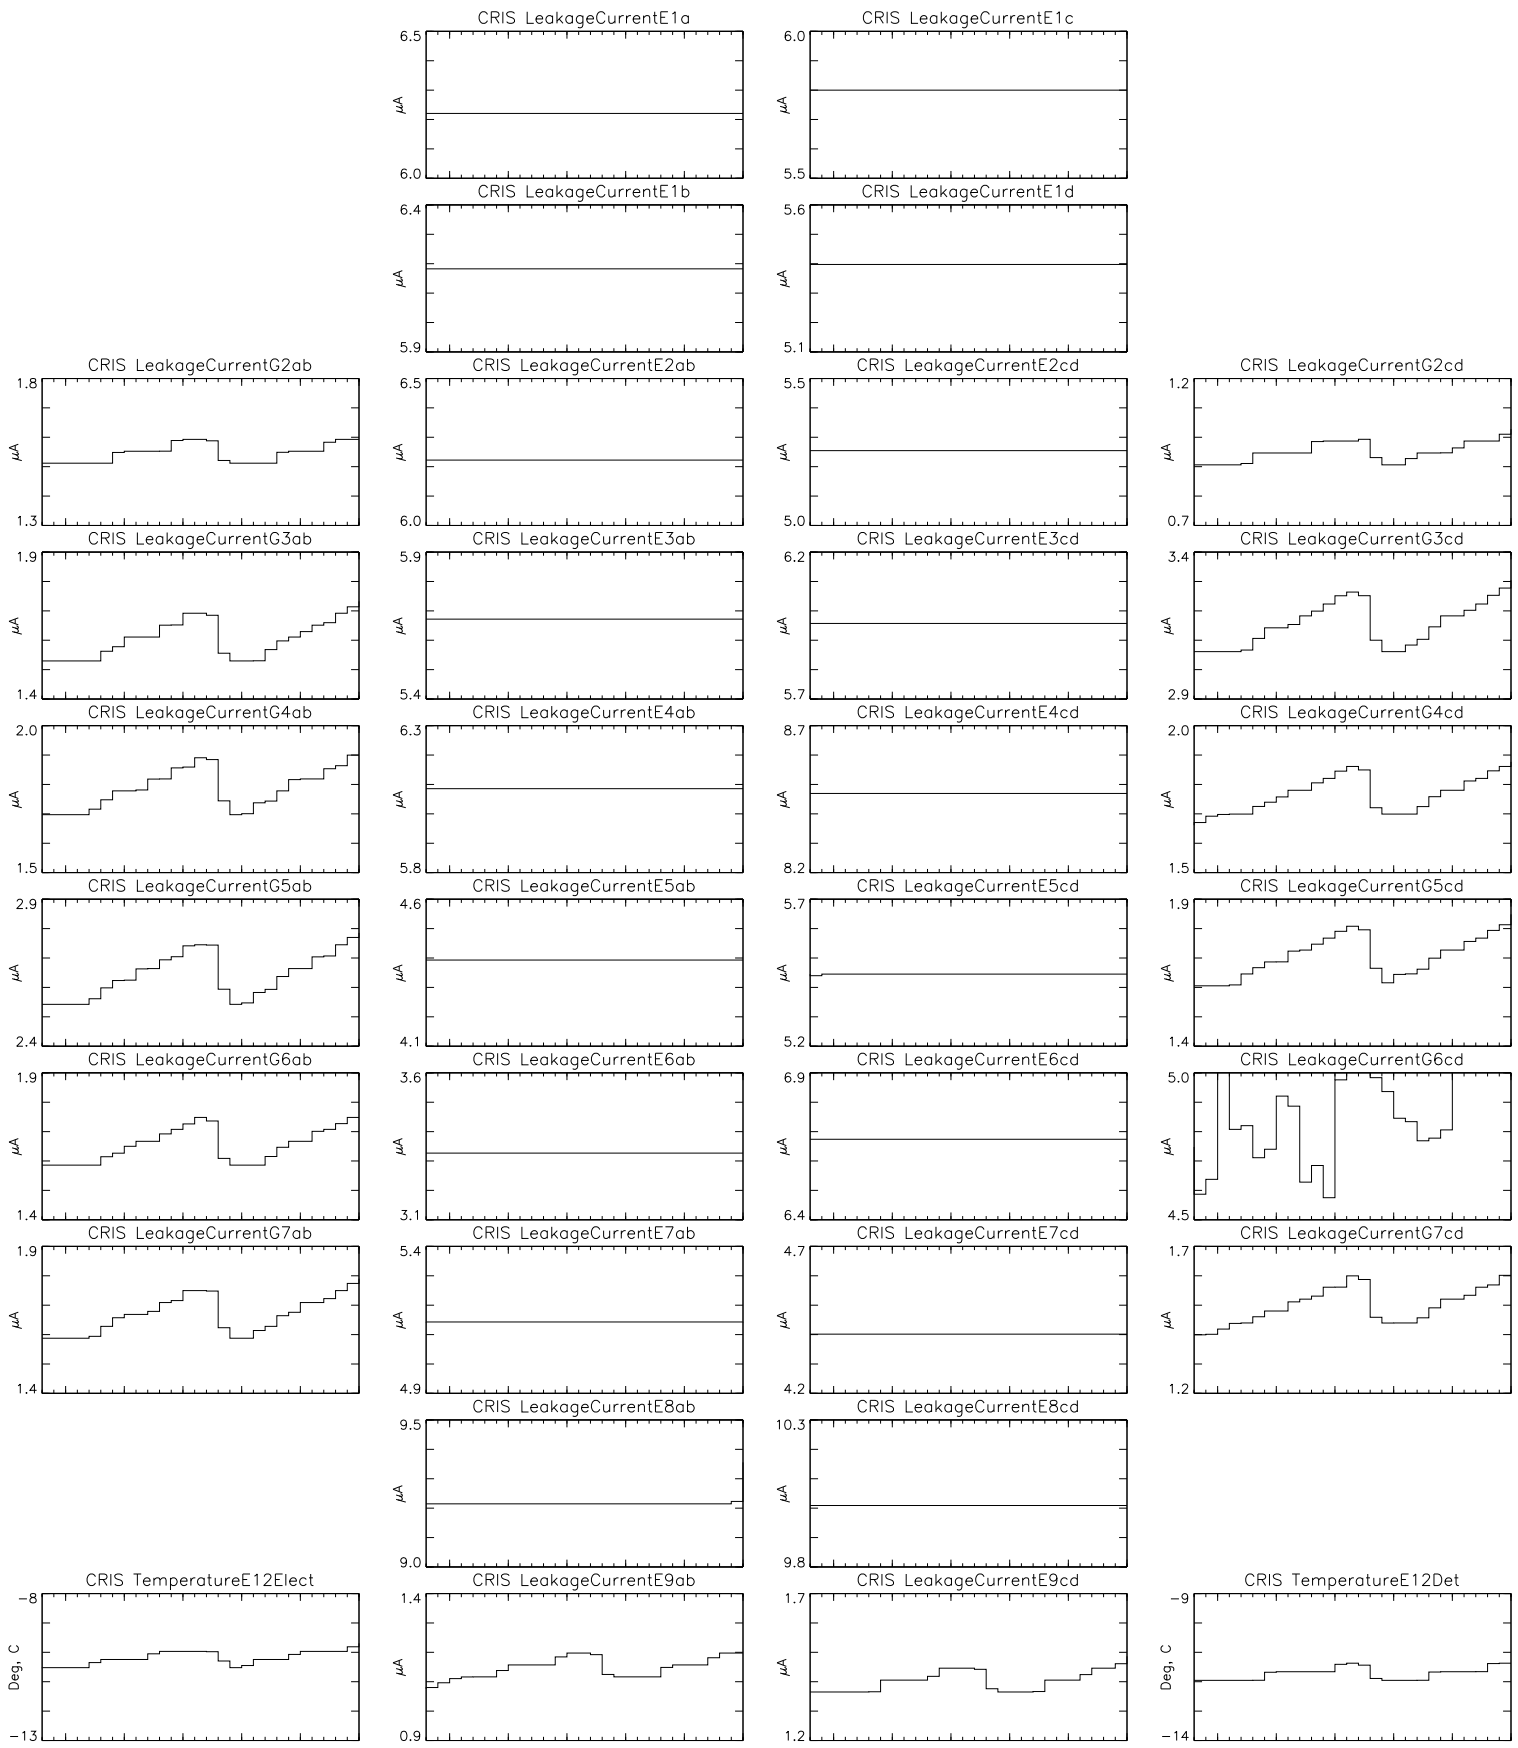 CRIS LeakageCurrentE1a
6.5
μA
6.0
CRIS LeakageCurrentE1c
6.0
μA
5.5
CRIS LeakageCurrentE1b
6.4
μA
5.9
CRIS LeakageCurrentE1d
5.6
μA
5.1
CRIS LeakageCurrentG2ab
1.8
μA
1.3
CRIS LeakageCurrentE2ab
6.5
μA
6.0
CRIS LeakageCurrentE2cd
5.5
μA
5.0
CRIS LeakageCurrentG2cd
1.2
μA
0.7
CRIS LeakageCurrentG3ab
1.9
μA
1.4
CRIS LeakageCurrentE3ab
5.9
μA
5.4
CRIS LeakageCurrentE3cd
6.2
μA
5.7
CRIS LeakageCurrentG3cd
3.4
μA
2.9
CRIS LeakageCurrentG4ab
2.0
μA
1.5
CRIS LeakageCurrentE4ab
6.3
μA
5.8
CRIS LeakageCurrentE4cd
8.7
μA
8.2
CRIS LeakageCurrentG4cd
2.0
μA
1.5
CRIS LeakageCurrentG5ab
2.9
μA
2.4
CRIS LeakageCurrentE5ab
4.6
μA
4.1
CRIS LeakageCurrentE5cd
5.7
μA
5.2
CRIS LeakageCurrentG5cd
1.9
μA
1.4
CRIS LeakageCurrentG6ab
1.9
μA
1.4
CRIS LeakageCurrentE6ab
3.6
μA
3.1
CRIS LeakageCurrentE6cd
6.9
μA
6.4
CRIS LeakageCurrentG6cd
5.0
μA
4.5
CRIS LeakageCurrentG7ab
1.9
μA
1.4
CRIS LeakageCurrentE7ab
5.4
μA
4.9
CRIS LeakageCurrentE7cd
4.7
μA
4.2
CRIS LeakageCurrentG7cd
1.7
μA
1.2
CRIS LeakageCurrentE8ab
9.5
μA
9.0
CRIS LeakageCurrentE8cd
10.3
μA
9.8
CRIS TemperatureE12Elect
-8
Deg, C
-13
CRIS LeakageCurrentE9ab
1.4
μA
0.9
CRIS LeakageCurrentE9cd
1.7
μA
1.2
CRIS TemperatureE12Det
-9
Deg, C
-14